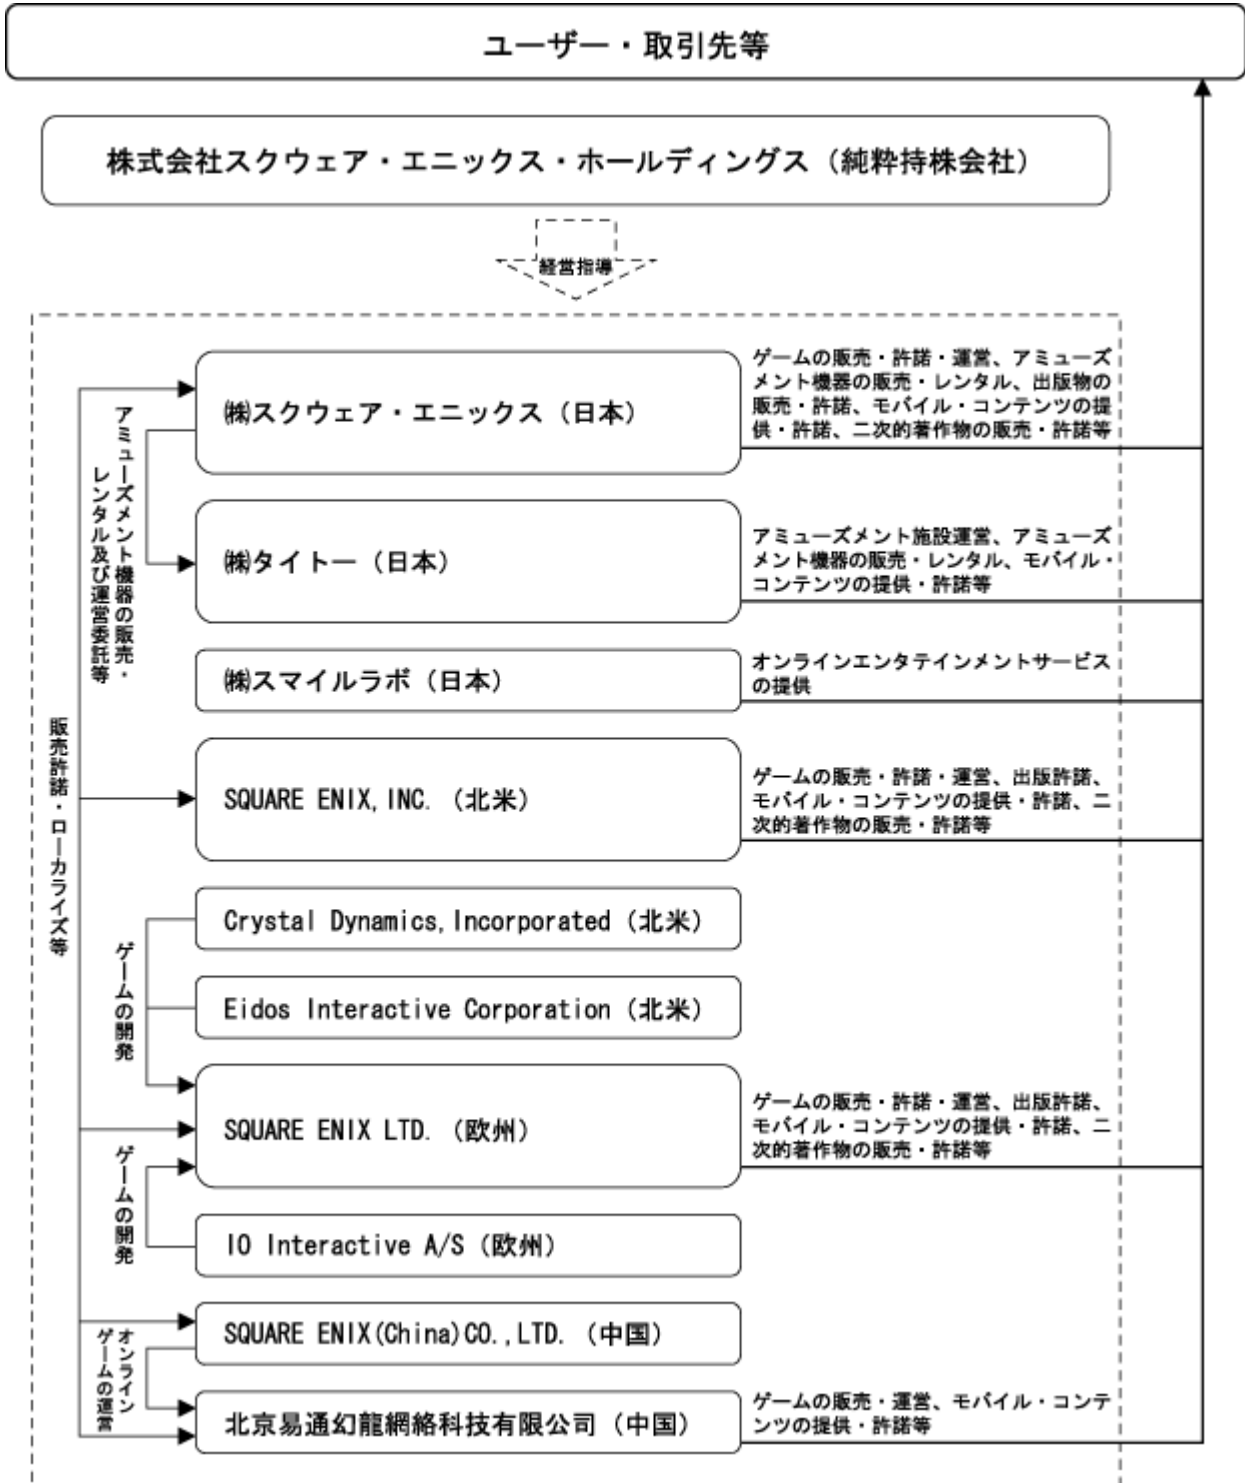 ユーザー・取引先等
株式会社スクウェア・エニックス・ホールディングス（純粋持株会社）
経営指導
アミューズメント機器の販売・
レンタル及び運営委託等
販売許諾・ローカライズ等
㈱スクウェア・エニックス（日本）
ゲームの販売・許諾・運営、アミューズ
メント機器の販売・レンタル、出版物の
販売・許諾、モバイル・コンテンツの提
供・許諾、二次的著作物の販売・許諾等
㈱タイトー（日本）
アミューズメント施設運営、アミューズ
メント機器の販売・レンタル、モバイル・
コンテンツの提供・許諾等
㈱スマイルラボ（日本）
オンラインエンタテインメントサービス
の提供
SQUARE ENIX,INC.（北米）
ゲームの販売・許諾・運営、出版許諾、
モバイル・コンテンツの提供・許諾、二
次的著作物の販売・許諾等
ゲームの開発
Crystal Dynamics,Incorporated（北米）
Eidos Interactive Corporation（北米）
SQUARE ENIX LTD.（欧州）
ゲームの販売・許諾・運営、出版許諾、
モバイル・コンテンツの提供・許諾、二
次的著作物の販売・許諾等
ゲームの開発
IO Interactive A/S（欧州）
オンライン
ゲームの運営
SQUARE ENIX(China)CO.,LTD.（中国）
北京易通幻龍網絡科技有限公司（中国）
ゲームの販売・運営、モバイル・コンテ
ンツの提供・許諾等